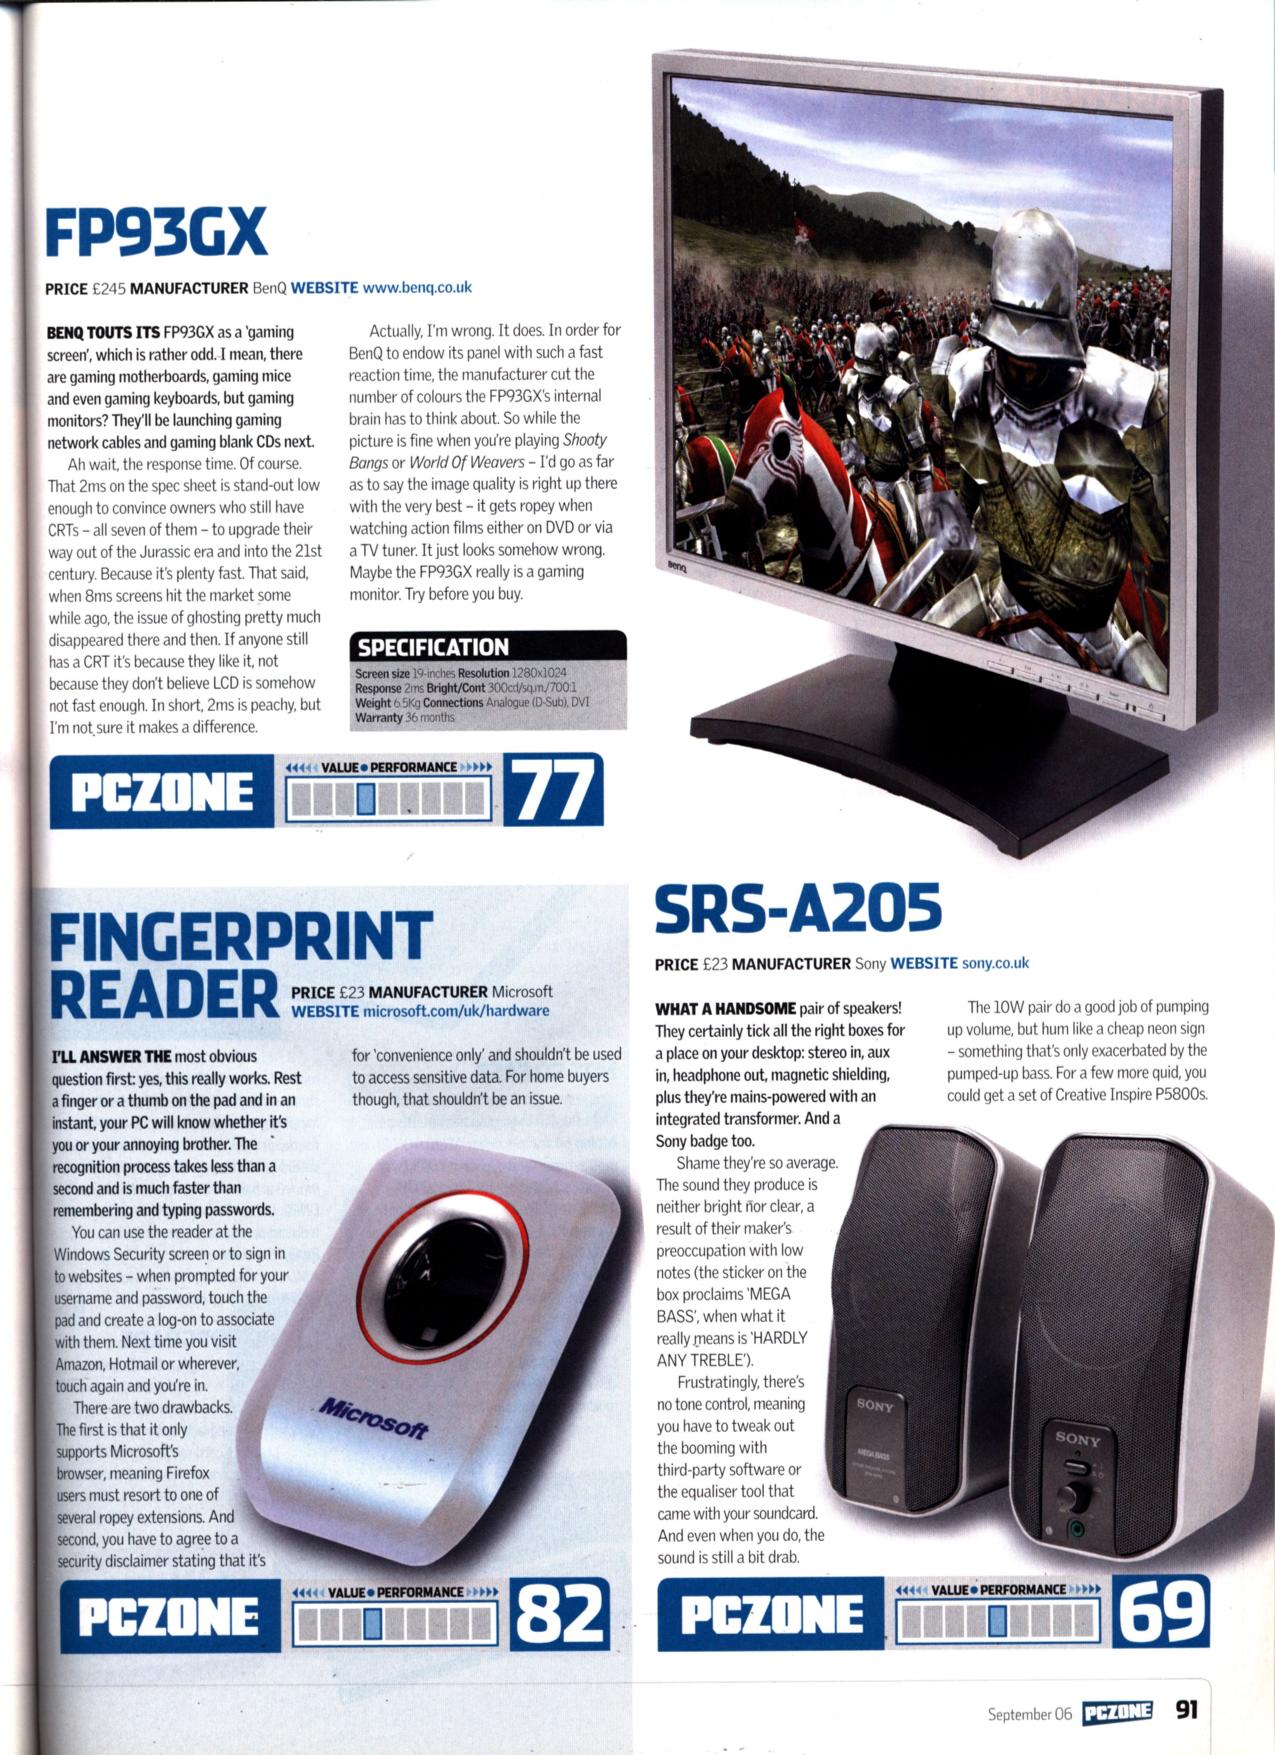 FP93GX
PRICE £245 MANUFACTURER BenQ WEBSITE www.benq.co.uk
BENQ TOUTS ITS FP93GX as a 'gaming
screen', which is rather odd. I mean, there
are gaming motherboards, gaming mice
and even gaming keyboards, but gaming
monitors? They'll be launching gaming
network cables and gaming blank CDs next.
Ah wait, the response time. Of course.
That 2ms on the spec sheet is stand-out low
enough to convince owners who still have
CRTs – all seven of them – to upgrade their
way out of the Jurassic era and into the 21st
century. Because it's plenty fast. That said,
when 8ms screens hit the market some
while ago, the issue of ghosting pretty much
disappeared there and then. If anyone still
has a CRT it's because they like it, not
because they don't believe LCD is somehow
not fast enough. In short, 2ms is peachy, but
I'm not sure it makes a difference.
Actually, I'm wrong. It does. In order for
BenQ to endow its panel with such a fast
reaction time, the manufacturer cut the
number of colours the FP93GX's internal
brain has to think about. So while the
picture is fine when you're playing Shooty
Bangs or World Of Weavers – I'd go as far
as to say the image quality is right up there
with the very best – it gets ropey when
watching action films either on DVD or via
a TV tuner. It just looks somehow wrong.
Maybe the FP93GX really is a gaming
monitor. Try before you buy.
SPECIFICATION
Screen size 19-inches Resolution 1280x1024
Response 2ms Bright/Cont 300cd/sq.m/700:1
Weight 6.5Kg Connections Analogue (D-Sub), DVI
Warranty 36 months
PCZONE
VALUE • PERFORMANCE
77
BenQ
FINGERPRINT
READER
PRICE £23 MANUFACTURER Microsoft
WEBSITE microsoft.com/uk/hardware
I'LL ANSWER THE most obvious
question first: yes, this really works. Rest
a finger or a thumb on the pad and in an
instant, your PC will know whether it's
you or your annoying brother. The
recognition process takes less than a
second and is much faster than
remembering and typing passwords.
You can use the reader at the
Windows Security screen or to sign in
to websites – when prompted for your
username and password, touch the
pad and create a log-on to associate
with them. Next time you visit
Amazon, Hotmail or wherever,
touch again and you're in.
There are two drawbacks.
The first is that it only
supports Microsoft's
browser, meaning Firefox
users must resort to one of
several ropey extensions. And
second, you have to agree to a
security disclaimer stating that it's
for 'convenience only' and shouldn't be used
to access sensitive data. For home buyers
though, that shouldn't be an issue.
Microsoft
PCZONE
VALUE • PERFORMANCE
82
SRS-A205
PRICE £23 MANUFACTURER Sony WEBSITE sony.co.uk
WHAT A HANDSOME pair of speakers!
They certainly tick all the right boxes for
a place on your desktop: stereo in, aux
in, headphone out, magnetic shielding,
plus they're mains-powered with an
integrated transformer. And a
Sony badge too.
Shame they're so average.
The sound they produce is
neither bright nor clear, a
result of their maker's
preoccupation with low
notes (the sticker on the
box proclaims 'MEGA
BASS', when what it
really means is 'HARDLY
ANY TREBLE').
Frustratingly, there's
no tone control, meaning
you have to tweak out
the booming with
third-party software or
the equaliser tool that
came with your soundcard.
And even when you do, the
sound is still a bit drab.
The 10W pair do a good job of pumping
up volume, but hum like a cheap neon sign
– something that's only exacerbated by the
pumped-up bass. For a few more quid, you
could get a set of Creative Inspire P5800s.
SONY
MEGA BASS
SONY
PCZONE
VALUE • PERFORMANCE
69
September 06 PCZONE 91